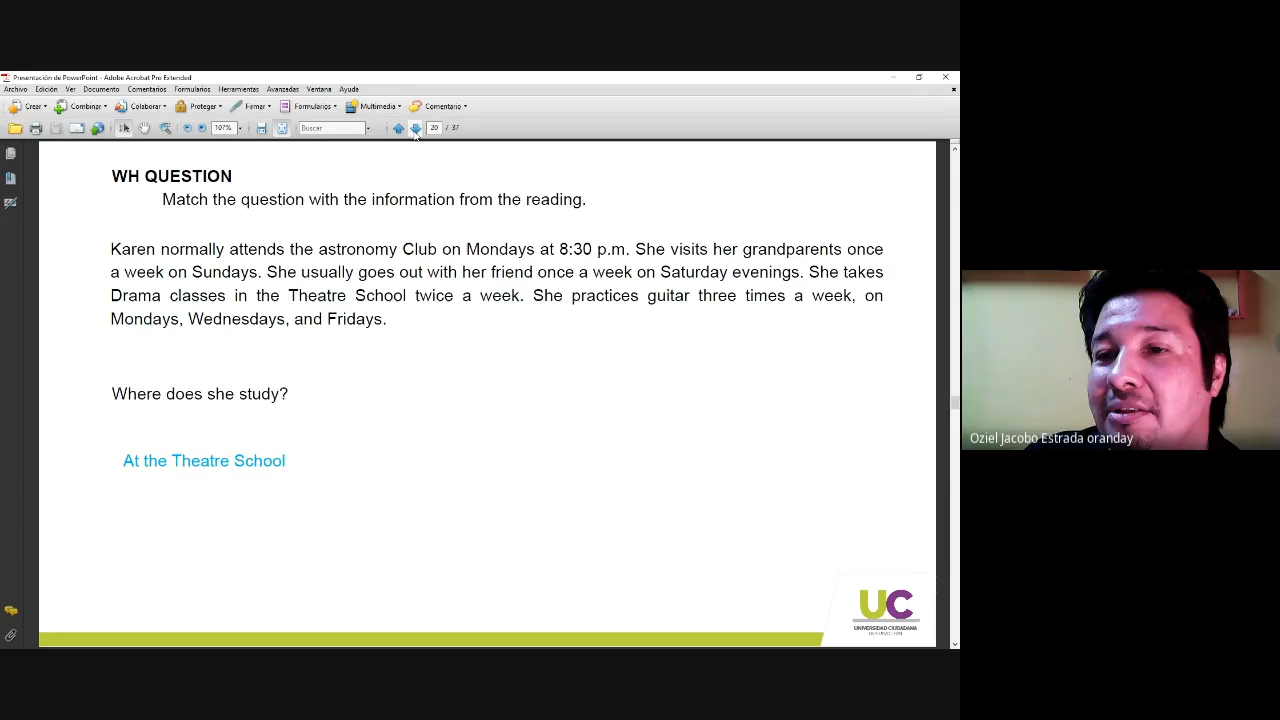 Presentación de PowerPoint - Adobe Acrobat Pro Extended
Archivo Edición Ver Documento Comentarios Formularios Herramientas Avanzadas Ventana Ayuda
Crear Combinar Colaborar Proteger Firmar Formularios Multimedia Comentario
107% Buscar 20 / 37
WH QUESTION
Match the question with the information from the reading.
Karen normally attends the astronomy Club on Mondays at 8:30 p.m. She visits her grandparents once
a week on Sundays. She usually goes out with her friend once a week on Saturday evenings. She takes
Drama classes in the Theatre School twice a week. She practices guitar three times a week, on
Mondays, Wednesdays, and Fridays.
Where does she study?
At the Theatre School
UC
UNIVERSIDAD CIUDADANA
DE NUEVO LEÓN
Oziel Jacobo Estrada oranday